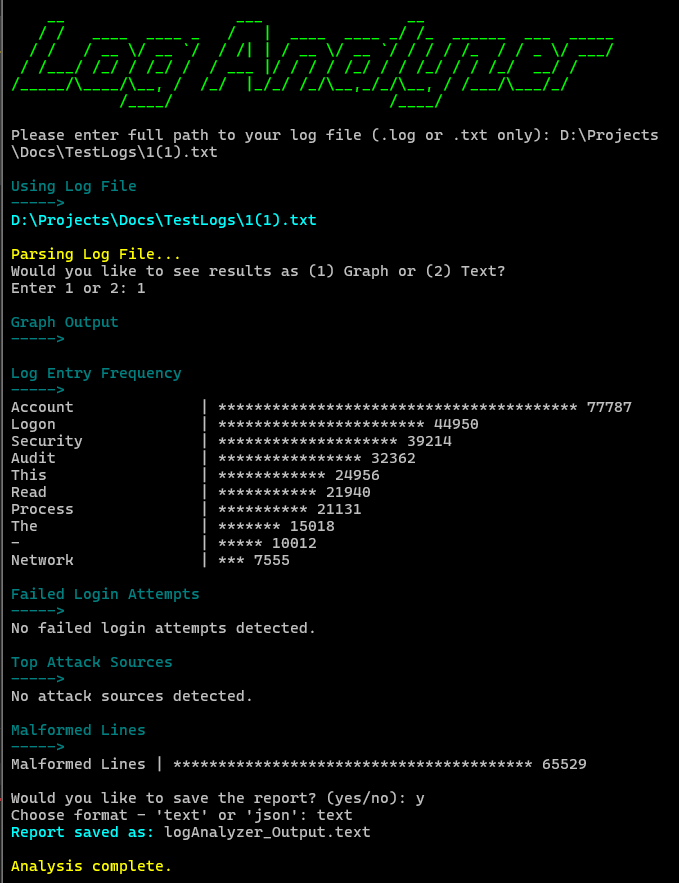 Log Analyzer
Please enter full path to your log file (.log or .txt only): D:\Projects
\Docs\TestLogs\1(1).txt
Using Log File
----->
D:\Projects\Docs\TestLogs\1(1).txt
Parsing Log File...
Would you like to see results as (1) Graph or (2) Text?
Enter 1 or 2: 1
Graph Output
----->
Log Entry Frequency
----->
Account | **************************************** 77787
Logon | *********************** 44950
Security | ******************** 39214
Audit | **************** 32362
This | ************ 24956
Read | *********** 21940
Process | ********** 21131
The | ******* 15018
- | ***** 10012
Network | *** 7555
Failed Login Attempts
----->
No failed login attempts detected.
Top Attack Sources
----->
No attack sources detected.
Malformed Lines
----->
Malformed Lines | **************************************** 65529
Would you like to save the report? (yes/no): y
Choose format - 'text' or 'json': text
Report saved as: logAnalyzer_Output.text
Analysis complete.